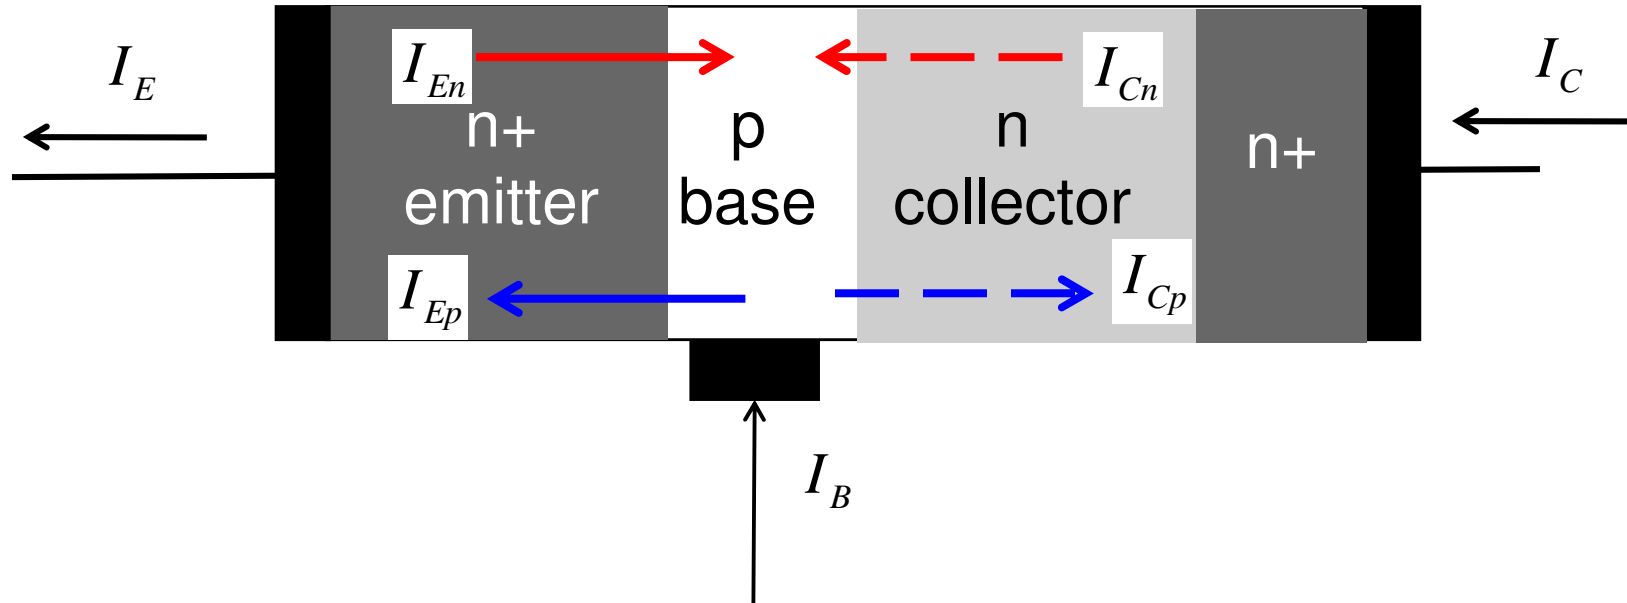 I_E
I_En
I_Cn
I_C
n+
emitter
p
base
n
collector
n+
I_Ep
I_Cp
I_B